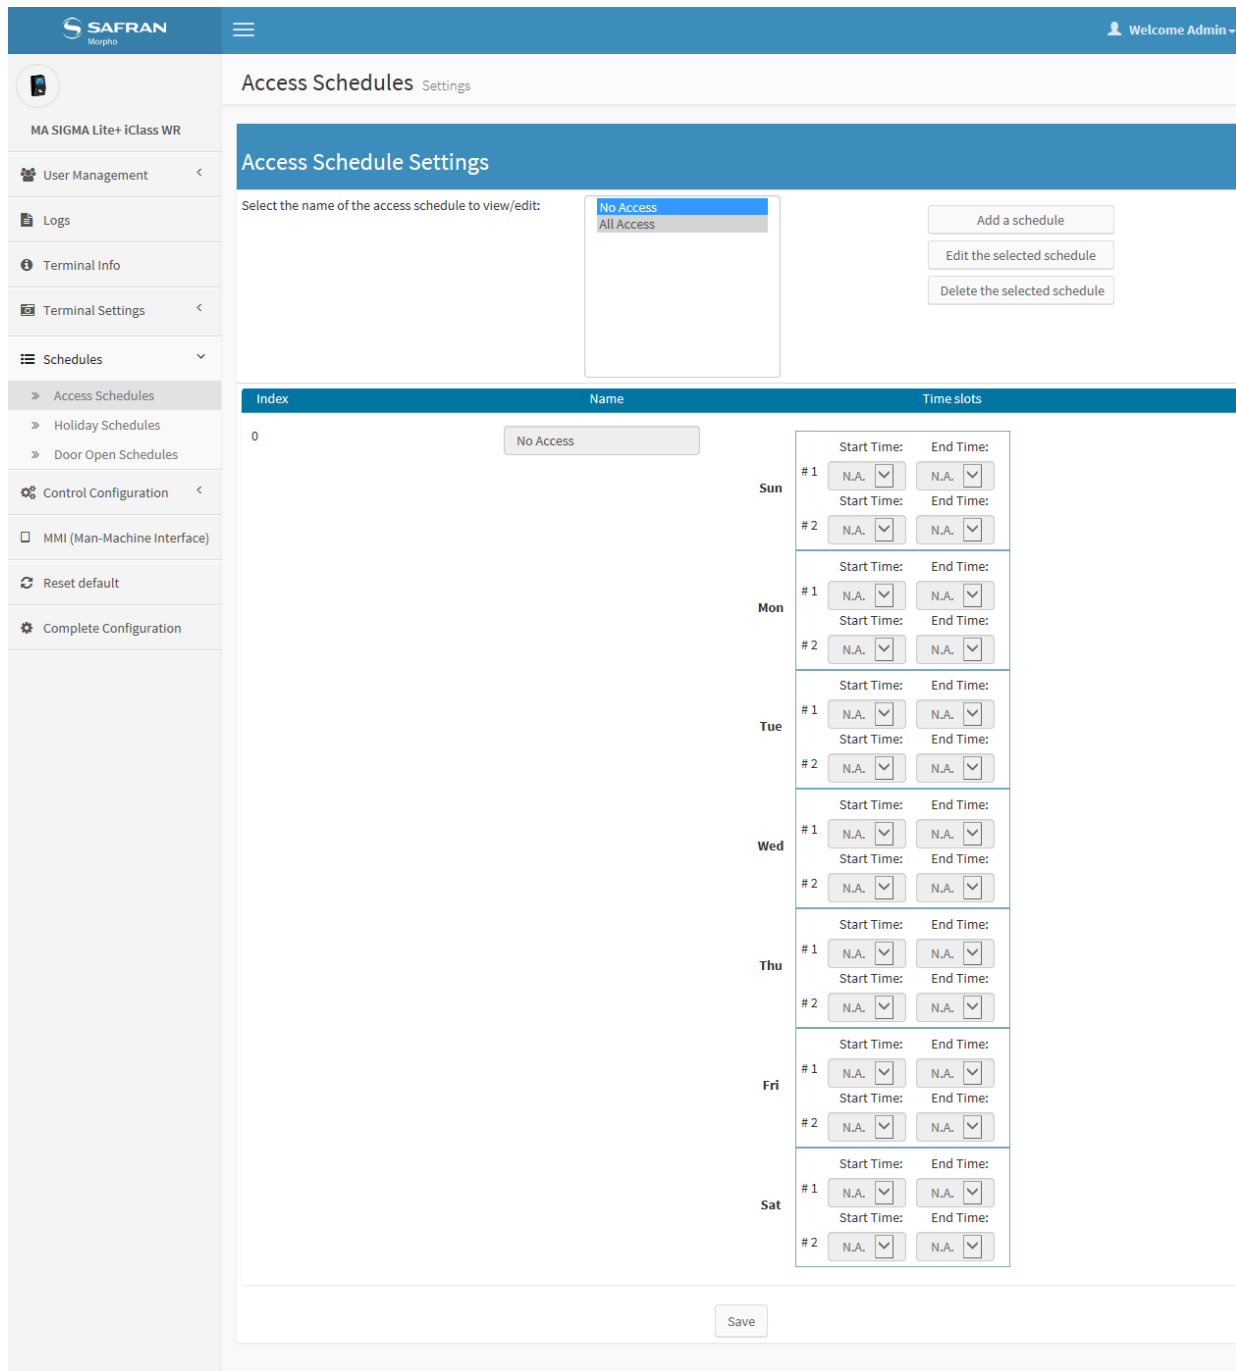 SAFRAN
Morpho
Welcome Admin
Access Schedules Settings
MA SIGMA Lite+ iClass WR
User Management
Logs
Terminal Info
Terminal Settings
Schedules
Access Schedules
Holiday Schedules
Door Open Schedules
Control Configuration
MMI (Man-Machine Interface)
Reset default
Complete Configuration
Access Schedule Settings
Select the name of the access schedule to view/edit:
No Access
All Access
Add a schedule
Edit the selected schedule
Delete the selected schedule
Index Name Time slots
0 No Access
Sun
Start Time: End Time:
# 1 N.A. N.A.
Start Time: End Time:
# 2 N.A. N.A.
Mon
Start Time: End Time:
# 1 N.A. N.A.
Start Time: End Time:
# 2 N.A. N.A.
Tue
Start Time: End Time:
# 1 N.A. N.A.
Start Time: End Time:
# 2 N.A. N.A.
Wed
Start Time: End Time:
# 1 N.A. N.A.
Start Time: End Time:
# 2 N.A. N.A.
Thu
Start Time: End Time:
# 1 N.A. N.A.
Start Time: End Time:
# 2 N.A. N.A.
Fri
Start Time: End Time:
# 1 N.A. N.A.
Start Time: End Time:
# 2 N.A. N.A.
Sat
Start Time: End Time:
# 1 N.A. N.A.
Start Time: End Time:
# 2 N.A. N.A.
Save